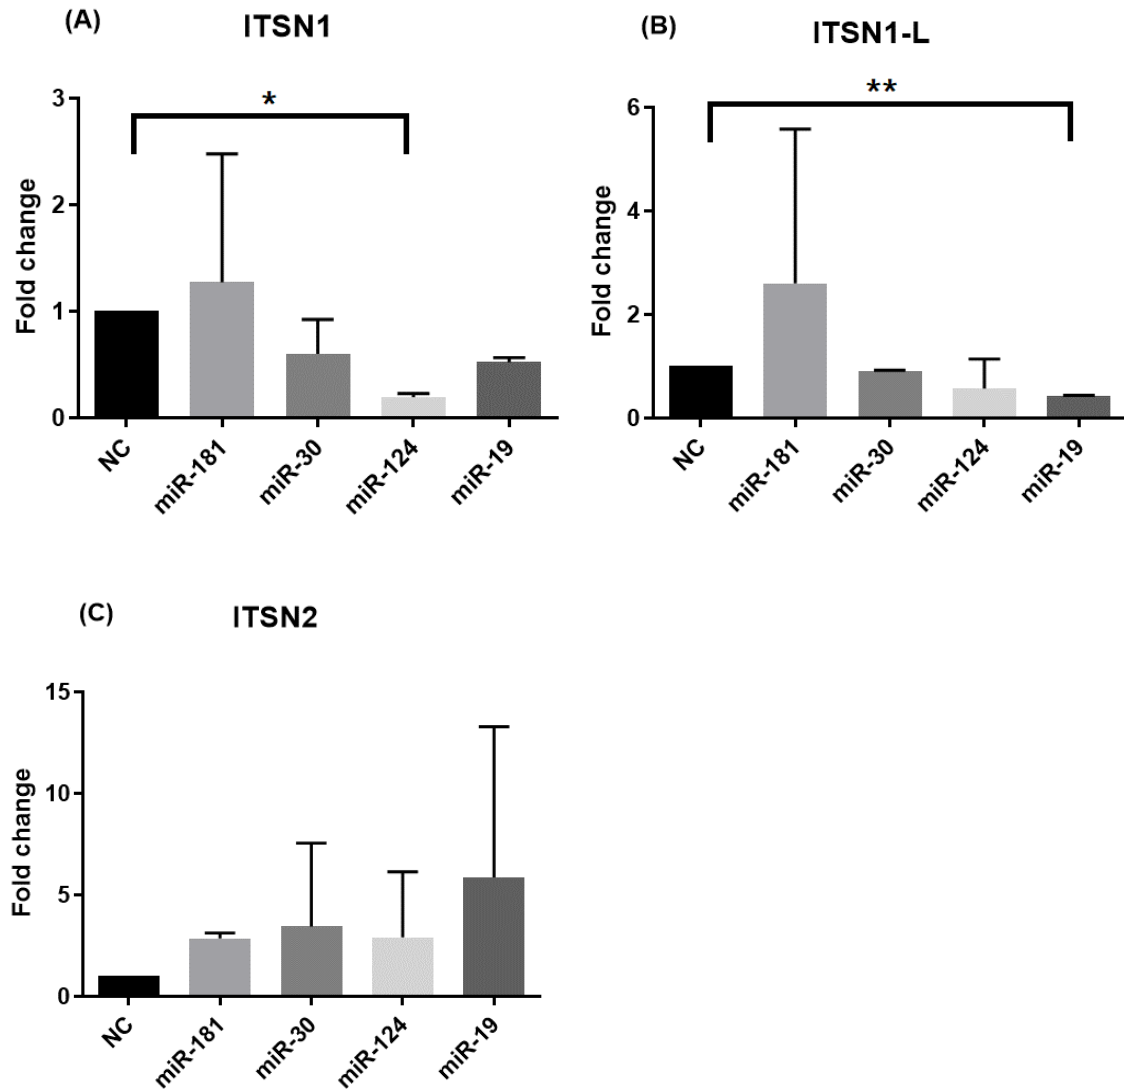 (A)
ITSN1
*
Fold change
3
2
1
0
NC
miR-181
miR-30
miR-124
miR-19
(B)
ITSN1-L
**
Fold change
6
4
2
0
NC
miR-181
miR-30
miR-124
miR-19
(C)
ITSN2
Fold change
15
10
5
0
NC
miR-181
miR-30
miR-124
miR-19